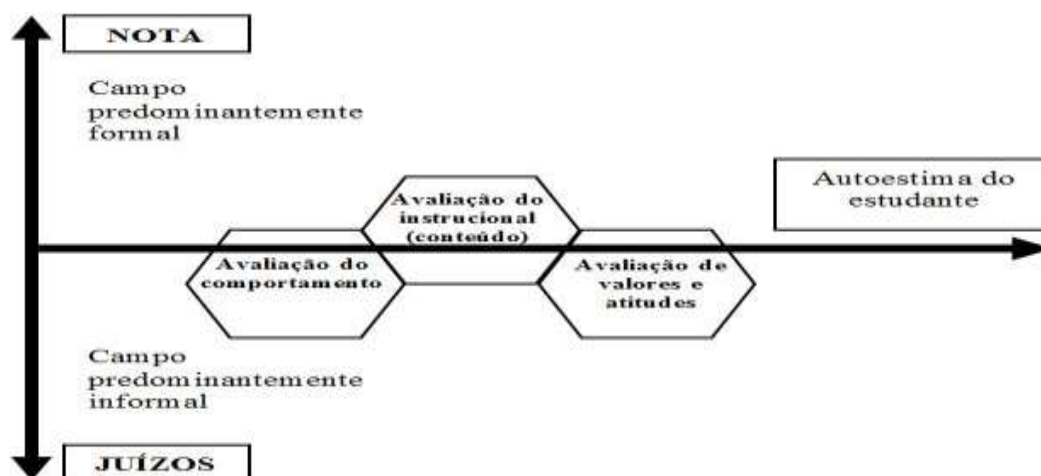 NOTA
Campo
predominantemente
formal
Avaliação do
instrucional
(conteúdo)
Autoestima do
estudante
Avaliação do
comportamento
Avaliação de
valores e
atitudes
Campo
predominantemente
informal
JUÍZOS